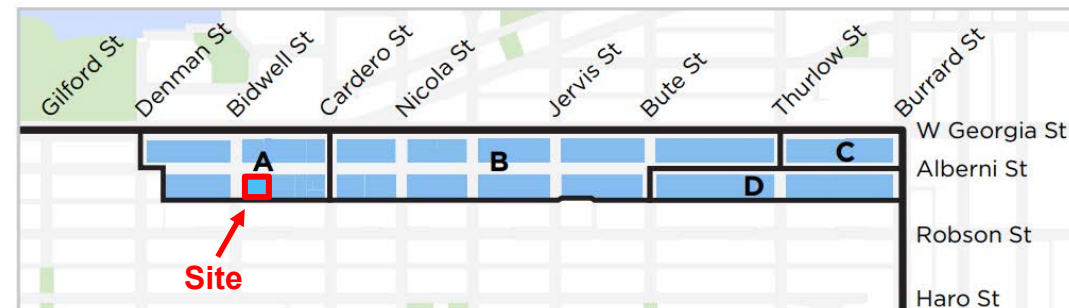 Gilford St
Denman St
Bidwell St
Cardero St
Nicola St
Jervis St
Bute St
Thurlow St
Burrard St
W Georgia St
A
B
C
Alberni St
D
Robson St
Site
Haro St